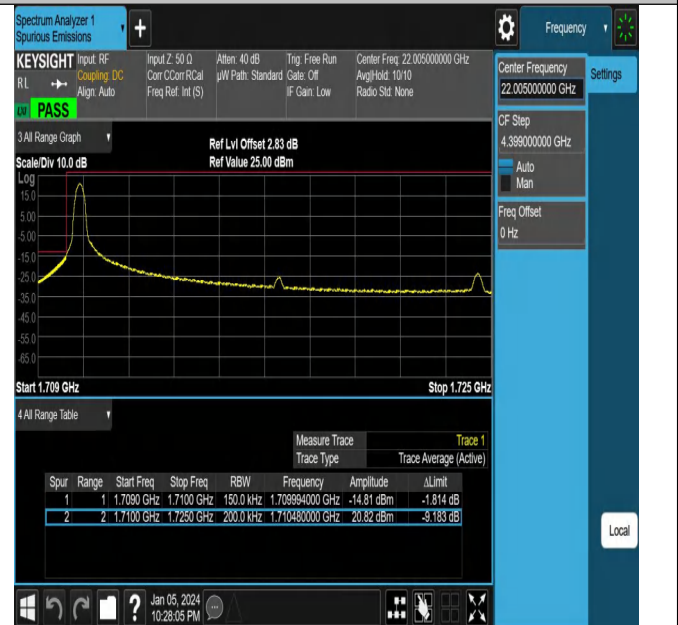 Spectrum Analyzer 1
Spurious Emissions
Frequency
KEYSIGHT
RL
PASS
Input: RF
Coupling: DC
Align: Auto
Input Z: 50 Ω
Corr CCorr RCal
Freq Ref: Int (S)
Atten: 40 dB
µW Path: Standard
Trig: Free Run
Gate: Off
IF Gain: Low
Center Freq: 22.005000000 GHz
Avg|Hold: 10/10
Radio Std: None
Center Frequency
22.005000000 GHz
Settings
CF Step
4.399000000 GHz
Auto
Man
Freq Offset
0 Hz
3 All Range Graph
Ref Lvl Offset 2.83 dB
Scale/Div 10.0 dB
Ref Value 25.00 dBm
Log
15.0
5.00
-5.00
-15.0
-25.0
-35.0
-45.0
-55.0
-65.0
Start 1.709 GHz
Stop 1.725 GHz
4 All Range Table
Measure Trace Trace 1
Trace Type Trace Average (Active)
Spur Range Start Freq Stop Freq RBW Frequency Amplitude ΔLimit
1 1 1.7090 GHz 1.7100 GHz 150.0 kHz 1.709994000 GHz -14.81 dBm -1.814 dB
2 2 1.7100 GHz 1.7250 GHz 200.0 kHz 1.710480000 GHz 20.82 dBm -9.183 dB
Local
?
Jan 05, 2024
10:28:05 PM